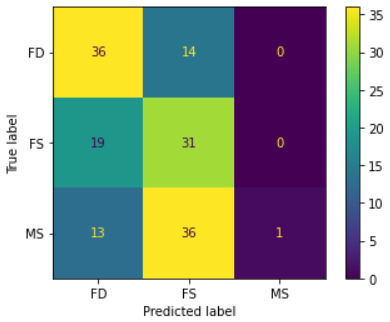 FD 36 14 0
FS 19 31 0
MS 13 36 1
FD FS MS
Predicted label
True label
35
30
25
20
15
10
5
0